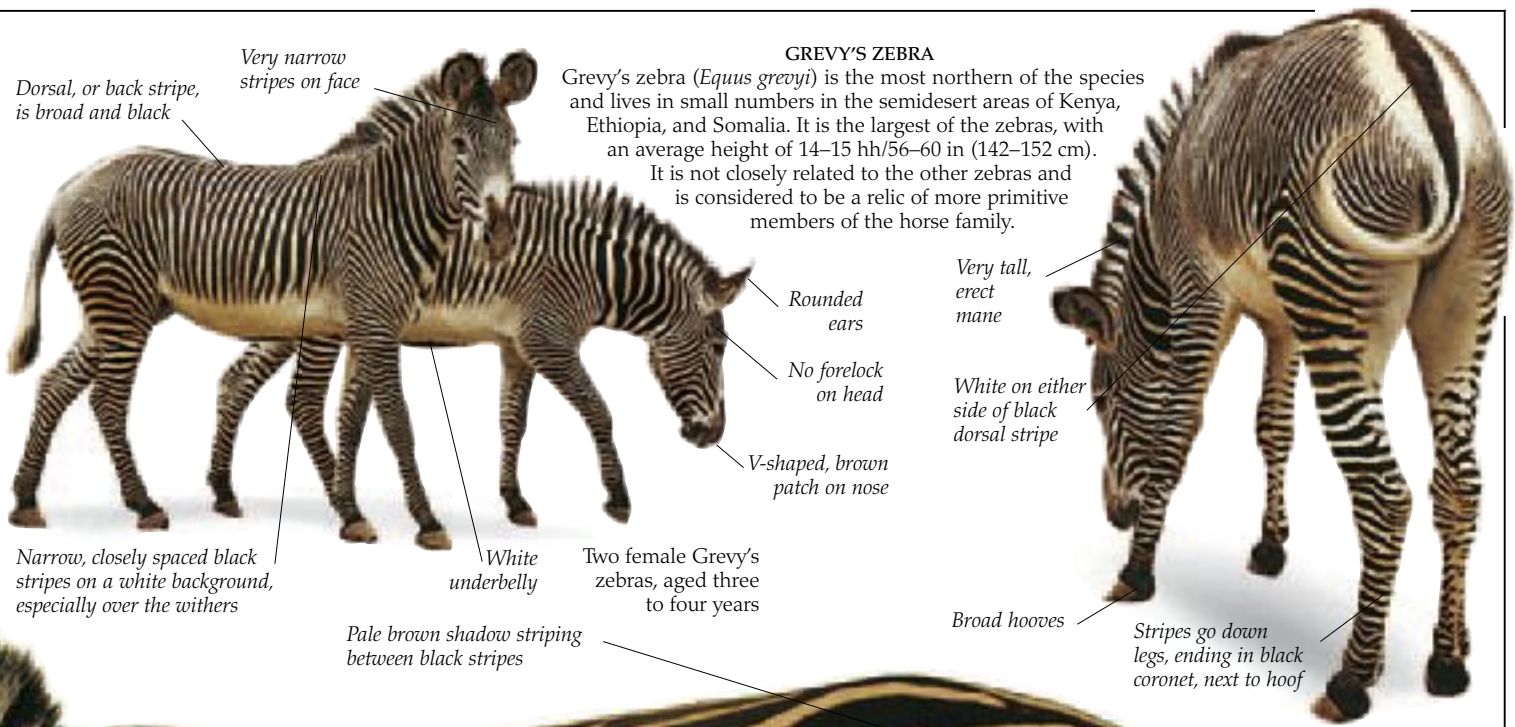 Dorsal, or back stripe,
is broad and black
Very narrow
stripes on face
GREVY'S ZEBRA
Grevy's zebra (Equus grevyi) is the most northern of the species
and lives in small numbers in the semidesert areas of Kenya,
Ethiopia, and Somalia. It is the largest of the zebras, with
an average height of 14–15 hh/56–60 in (142–152 cm).
It is not closely related to the other zebras and
is considered to be a relic of more primitive
members of the horse family.
Rounded
ears
No forelock
on head
V-shaped, brown
patch on nose
Very tall,
erect
mane
White on either
side of black
dorsal stripe
Narrow, closely spaced black
stripes on a white background,
especially over the withers
White
underbelly
Two female Grevy's
zebras, aged three
to four years
Broad hooves
Stripes go down
legs, ending in black
coronet, next to hoof
Pale brown shadow striping
between black stripes